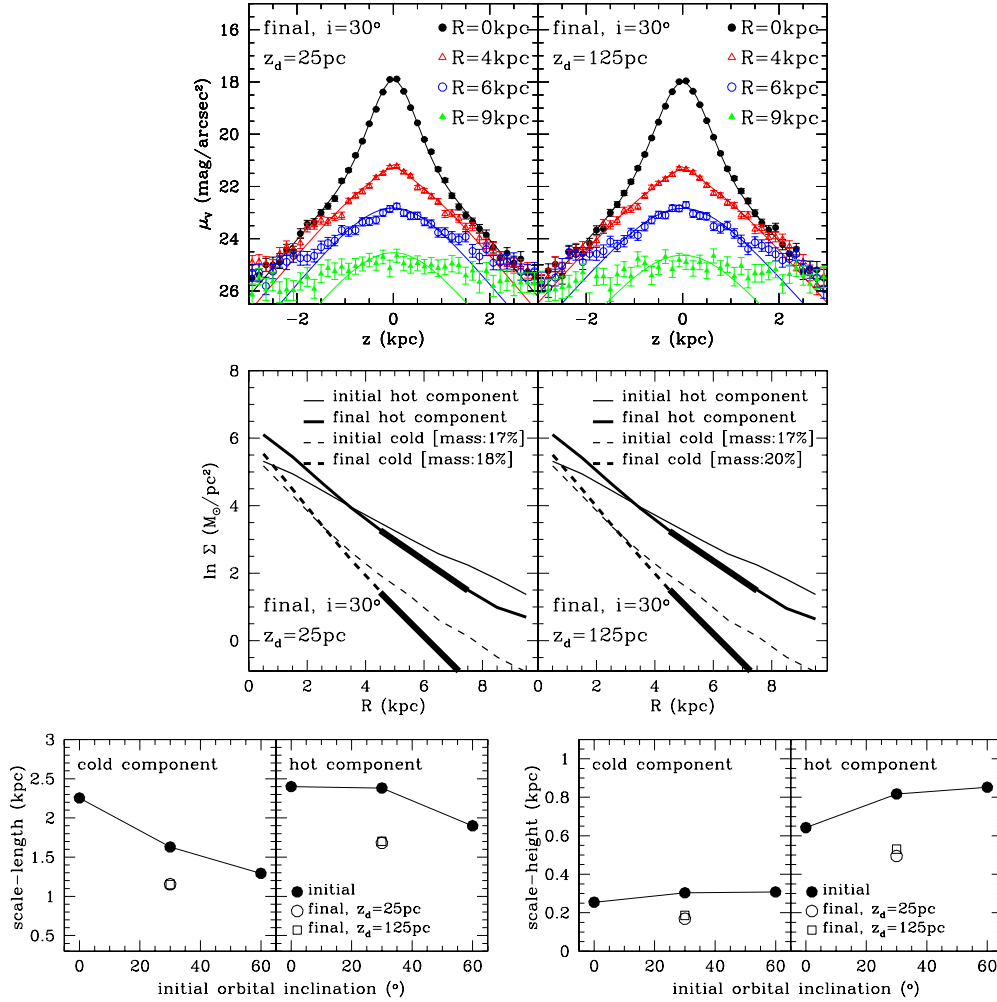 final, i=30°
z_d=25pc
R=0kpc
R=4kpc
R=6kpc
R=9kpc
final, i=30°
z_d=125pc
R=0kpc
R=4kpc
R=6kpc
R=9kpc
16
18
20
22
24
26
μ_v (mag/arcsec²)
−2 0 2
−2 0 2
z (kpc)
z (kpc)
initial hot component
final hot component
initial cold [mass:17%]
final cold [mass:18%]
final, i=30°
z_d=25pc
initial hot component
final hot component
initial cold [mass:17%]
final cold [mass:20%]
final, i=30°
z_d=125pc
8
6
4
2
0
ln Σ (M_⊙/pc²)
0 2 4 6 8
0 2 4 6 8
R (kpc)
R (kpc)
cold component
hot component
initial
final, z_d=25pc
final, z_d=125pc
3
2.5
2
1.5
1
0.5
scale−length (kpc)
0 20 40 60
0 20 40 60
initial orbital inclination (°)
cold component
hot component
initial
final, z_d=25pc
final, z_d=125pc
1
0.8
0.6
0.4
0.2
0
scale−height (kpc)
0 20 40 60
0 20 40 60
initial orbital inclination (°)